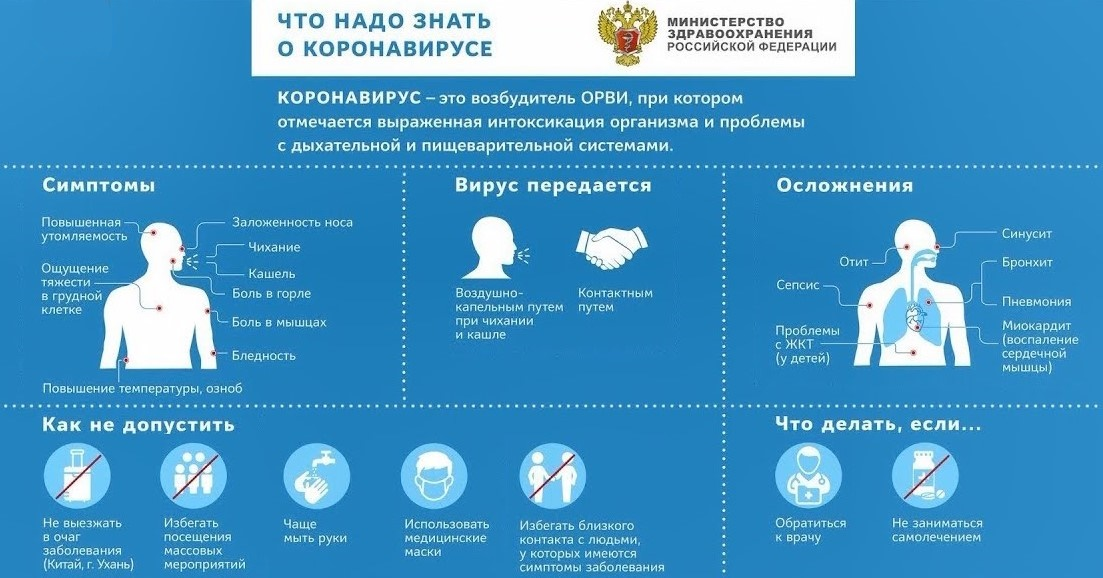 ЧТО НАДО ЗНАТЬ
О КОРОНАВИРУСЕ
МИНИСТЕРСТВО
ЗДРАВООХРАНЕНИЯ
РОССИЙСКОЙ ФЕДЕРАЦИИ
КОРОНАВИРУС – это возбудитель ОРВИ, при котором
отмечается выраженная интоксикация организма и проблемы
с дыхательной и пищеварительной системами.
Симптомы
Повышенная
утомляемость
Ощущение
тяжести
в грудной
клетке
Заложенность носа
Чихание
Кашель
Боль в горле
Боль в мышцах
Бледность
Повышение температуры, озноб
Вирус передается
Воздушно-
капельным путем
при чихании
и кашле
Контактным
путем
Осложнения
Отит
Сепсис
Проблемы
с ЖКТ
(у детей)
Синусит
Бронхит
Пневмония
Миокардит
(воспаление
сердечной
мышцы)
Как не допустить
Не выезжать
в очаг
заболевания
(Китай, г. Ухань)
Избегать
посещения
массовых
мероприятий
Чаще
мыть руки
Использовать
медицинские
маски
Избегать близкого
контакта с людьми,
у которых имеются
симптомы заболевания
Что делать, если...
Обратиться
к врачу
Не заниматься
самолечением